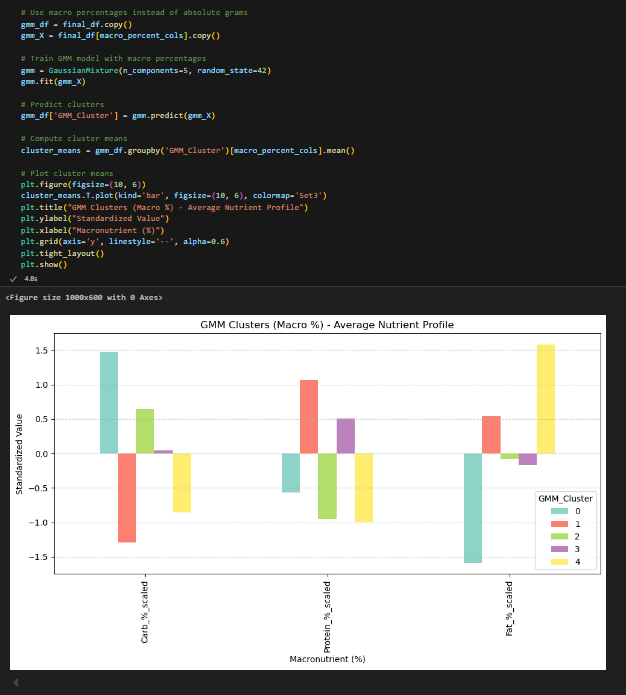 # Use macro percentages instead of absolute grams
gmm_df = final_df.copy()
gmm_X = final_df[macro_percent_cols].copy()
# Train GMM model with macro percentages
gmm = GaussianMixture(n_components=5, random_state=42)
gmm.fit(gmm_X)
# Predict clusters
gmm_df['GMM_Cluster'] = gmm.predict(gmm_X)
# Compute cluster means
cluster_means = gmm_df.groupby('GMM_Cluster')[macro_percent_cols].mean()
# Plot cluster means
plt.figure(figsize=(10, 6))
cluster_means.T.plot(kind='bar', figsize=(10, 6), colormap='Set3')
plt.title("GMM Clusters (Macro %) - Average Nutrient Profile")
plt.ylabel("Standardized Value")
plt.xlabel("Macronutrient (%)")
plt.grid(axis='y', linestyle='--', alpha=0.6)
plt.tight_layout()
plt.show()
4.8s
<Figure size 1000x600 with 0 Axes>
GMM Clusters (Macro %) - Average Nutrient Profile
Standardized Value
1.5
1.0
0.5
0.0
−0.5
−1.0
−1.5
GMM_Cluster
0
1
2
3
4
Carb_%_scaled
Protein_%_scaled
Fat_%_scaled
Macronutrient (%)